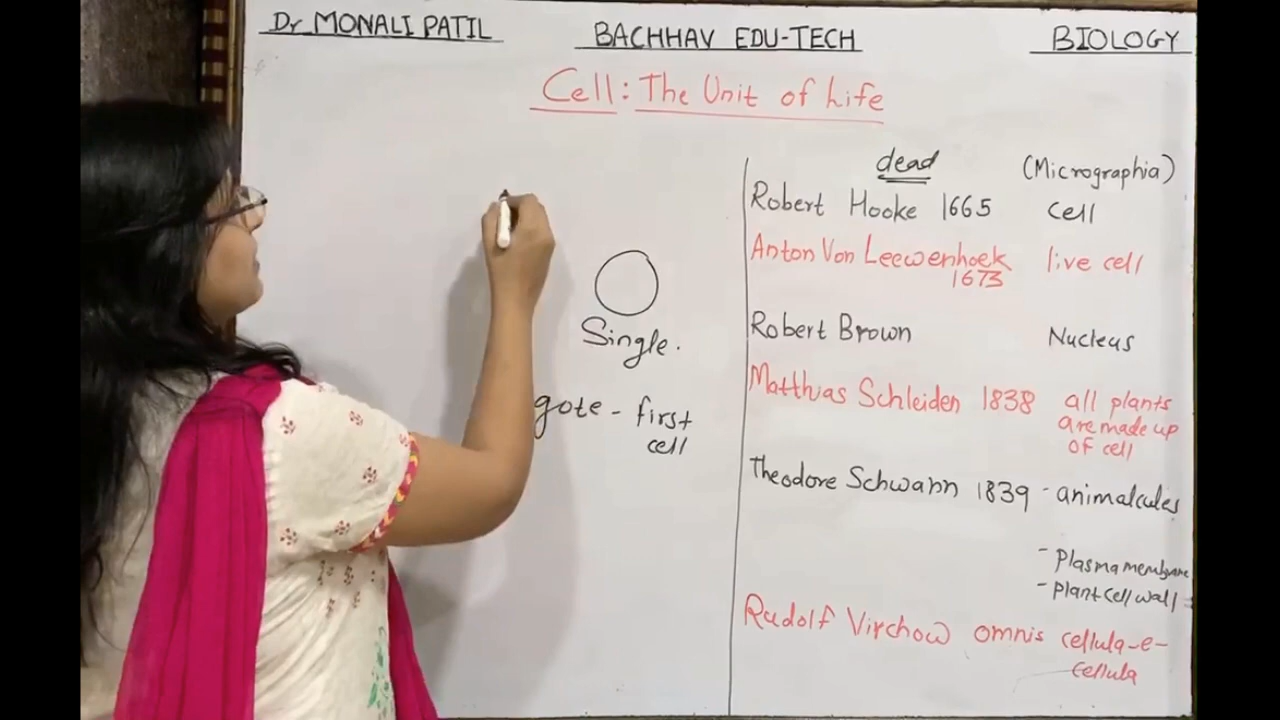 Dr MONALI PATIL
BACHHAV EDU-TECH
BIOLOGY
Cell : The Unit of Life
Single.
gote - first
cell
dead
(Micrographia)
Robert Hooke 1665 cell
Anton Von Leewenhoek live cell
1673
Robert Brown Nucleus
Matthias Schleiden 1838 all plants
are made up
of cell
Theodore Schwann 1839 - animalcules
- Plasma membrane
- Plant cell wall
Rudolf Virchow omnis cellula-e-
cellula